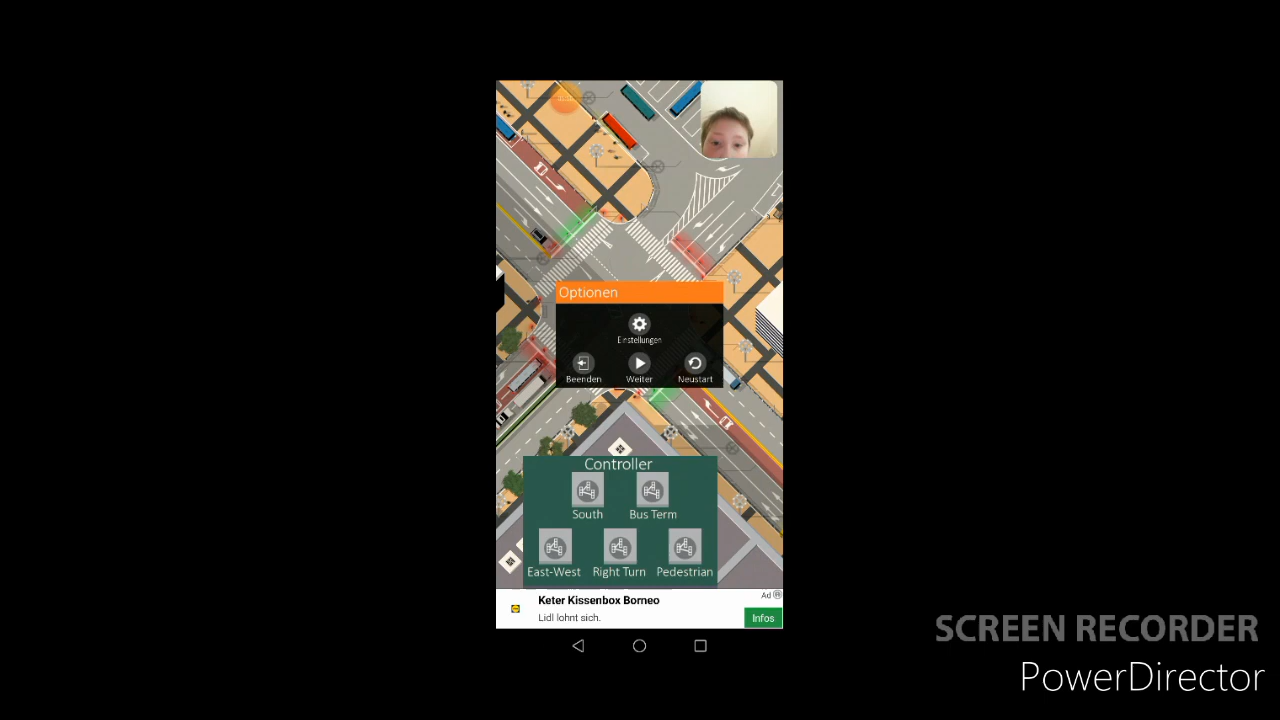 Optionen
Einstellungen
Beenden
Weiter
Neustart
Controller
South
Bus Term
East-West
Right Turn
Pedestrian
Ad
Keter Kissenbox Borneo
Lidl lohnt sich.
Infos
SCREEN RECORDER
PowerDirector